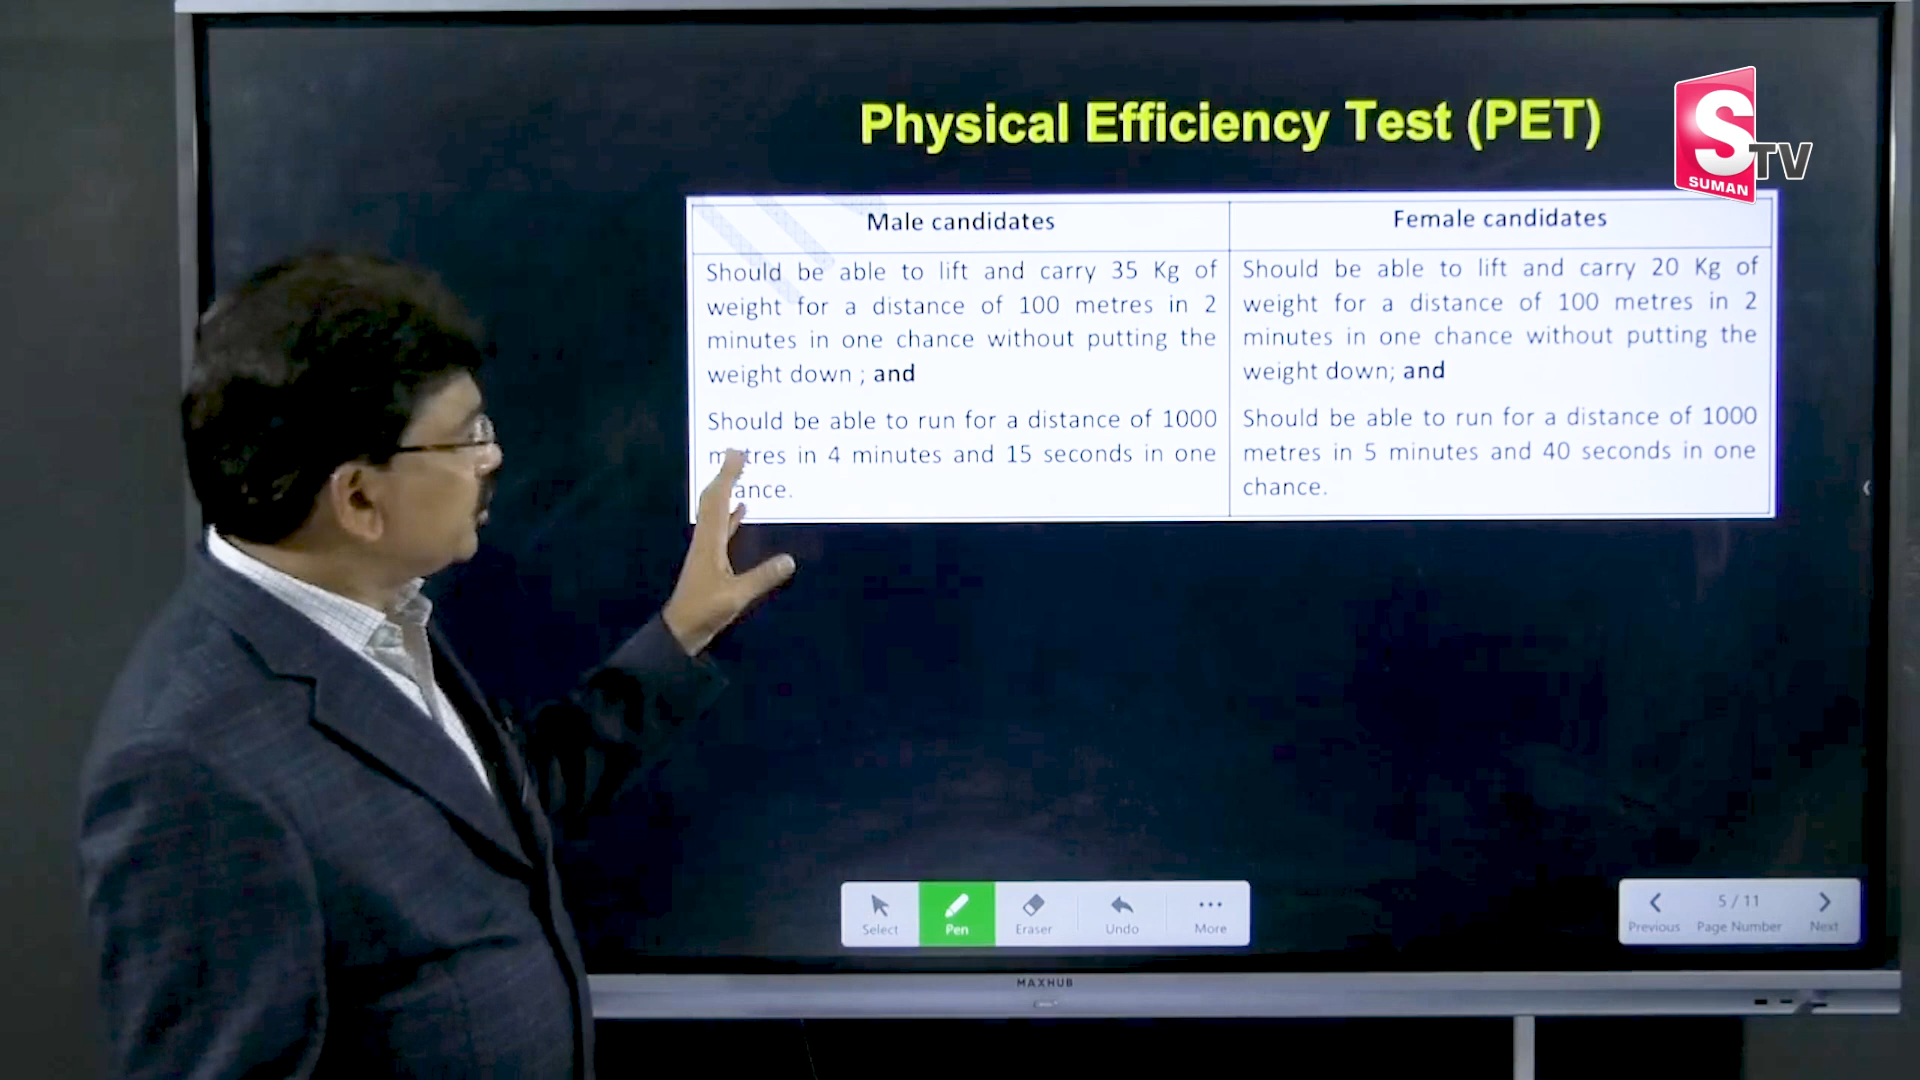 Physical Efficiency Test (PET)
S TV
SUMAN
Male candidates
Should be able to lift and carry 35 Kg of
weight for a distance of 100 metres in 2
minutes in one chance without putting the
weight down ; and
Should be able to run for a distance of 1000
metres in 4 minutes and 15 seconds in one
ance.
Female candidates
Should be able to lift and carry 20 Kg of
weight for a distance of 100 metres in 2
minutes in one chance without putting the
weight down; and
Should be able to run for a distance of 1000
metres in 5 minutes and 40 seconds in one
chance.
Select
Pen
Eraser
Undo
More
5 / 11
Previous
Page Number
Next
MAXHUB